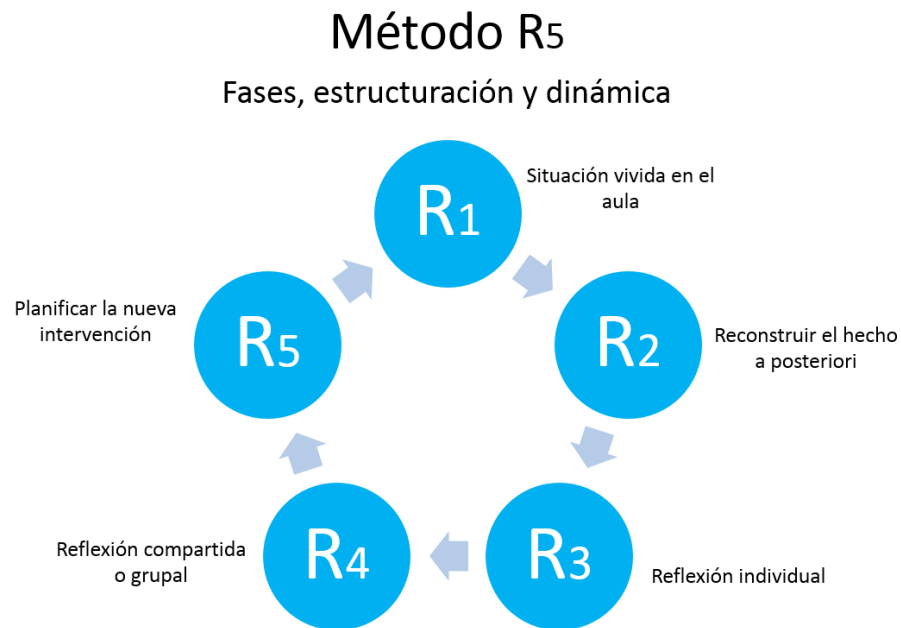 Método R5
Fases, estructuración y dinámica
R1
Situación vivida en el
aula
R2
Reconstruir el hecho
a posteriori
R3
Reflexión individual
R4
Reflexión compartida
o grupal
R5
Planificar la nueva
intervención